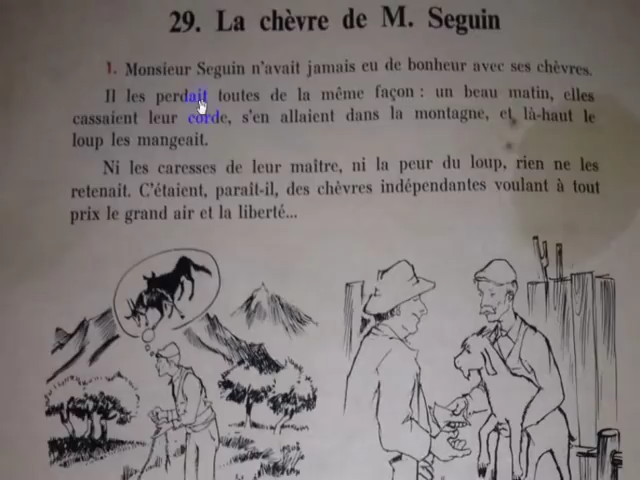 29. La chèvre de M. Seguin
1. Monsieur Seguin n'avait jamais eu de bonheur avec ses chèvres.
Il les perdait toutes de la même façon : un beau matin, elles
cassaient leur corde, s'en allaient dans la montagne, et là-haut le
loup les mangeait.
Ni les caresses de leur maître, ni la peur du loup, rien ne les
retenait. C'étaient, paraît-il, des chèvres indépendantes voulant à tout
prix le grand air et la liberté...